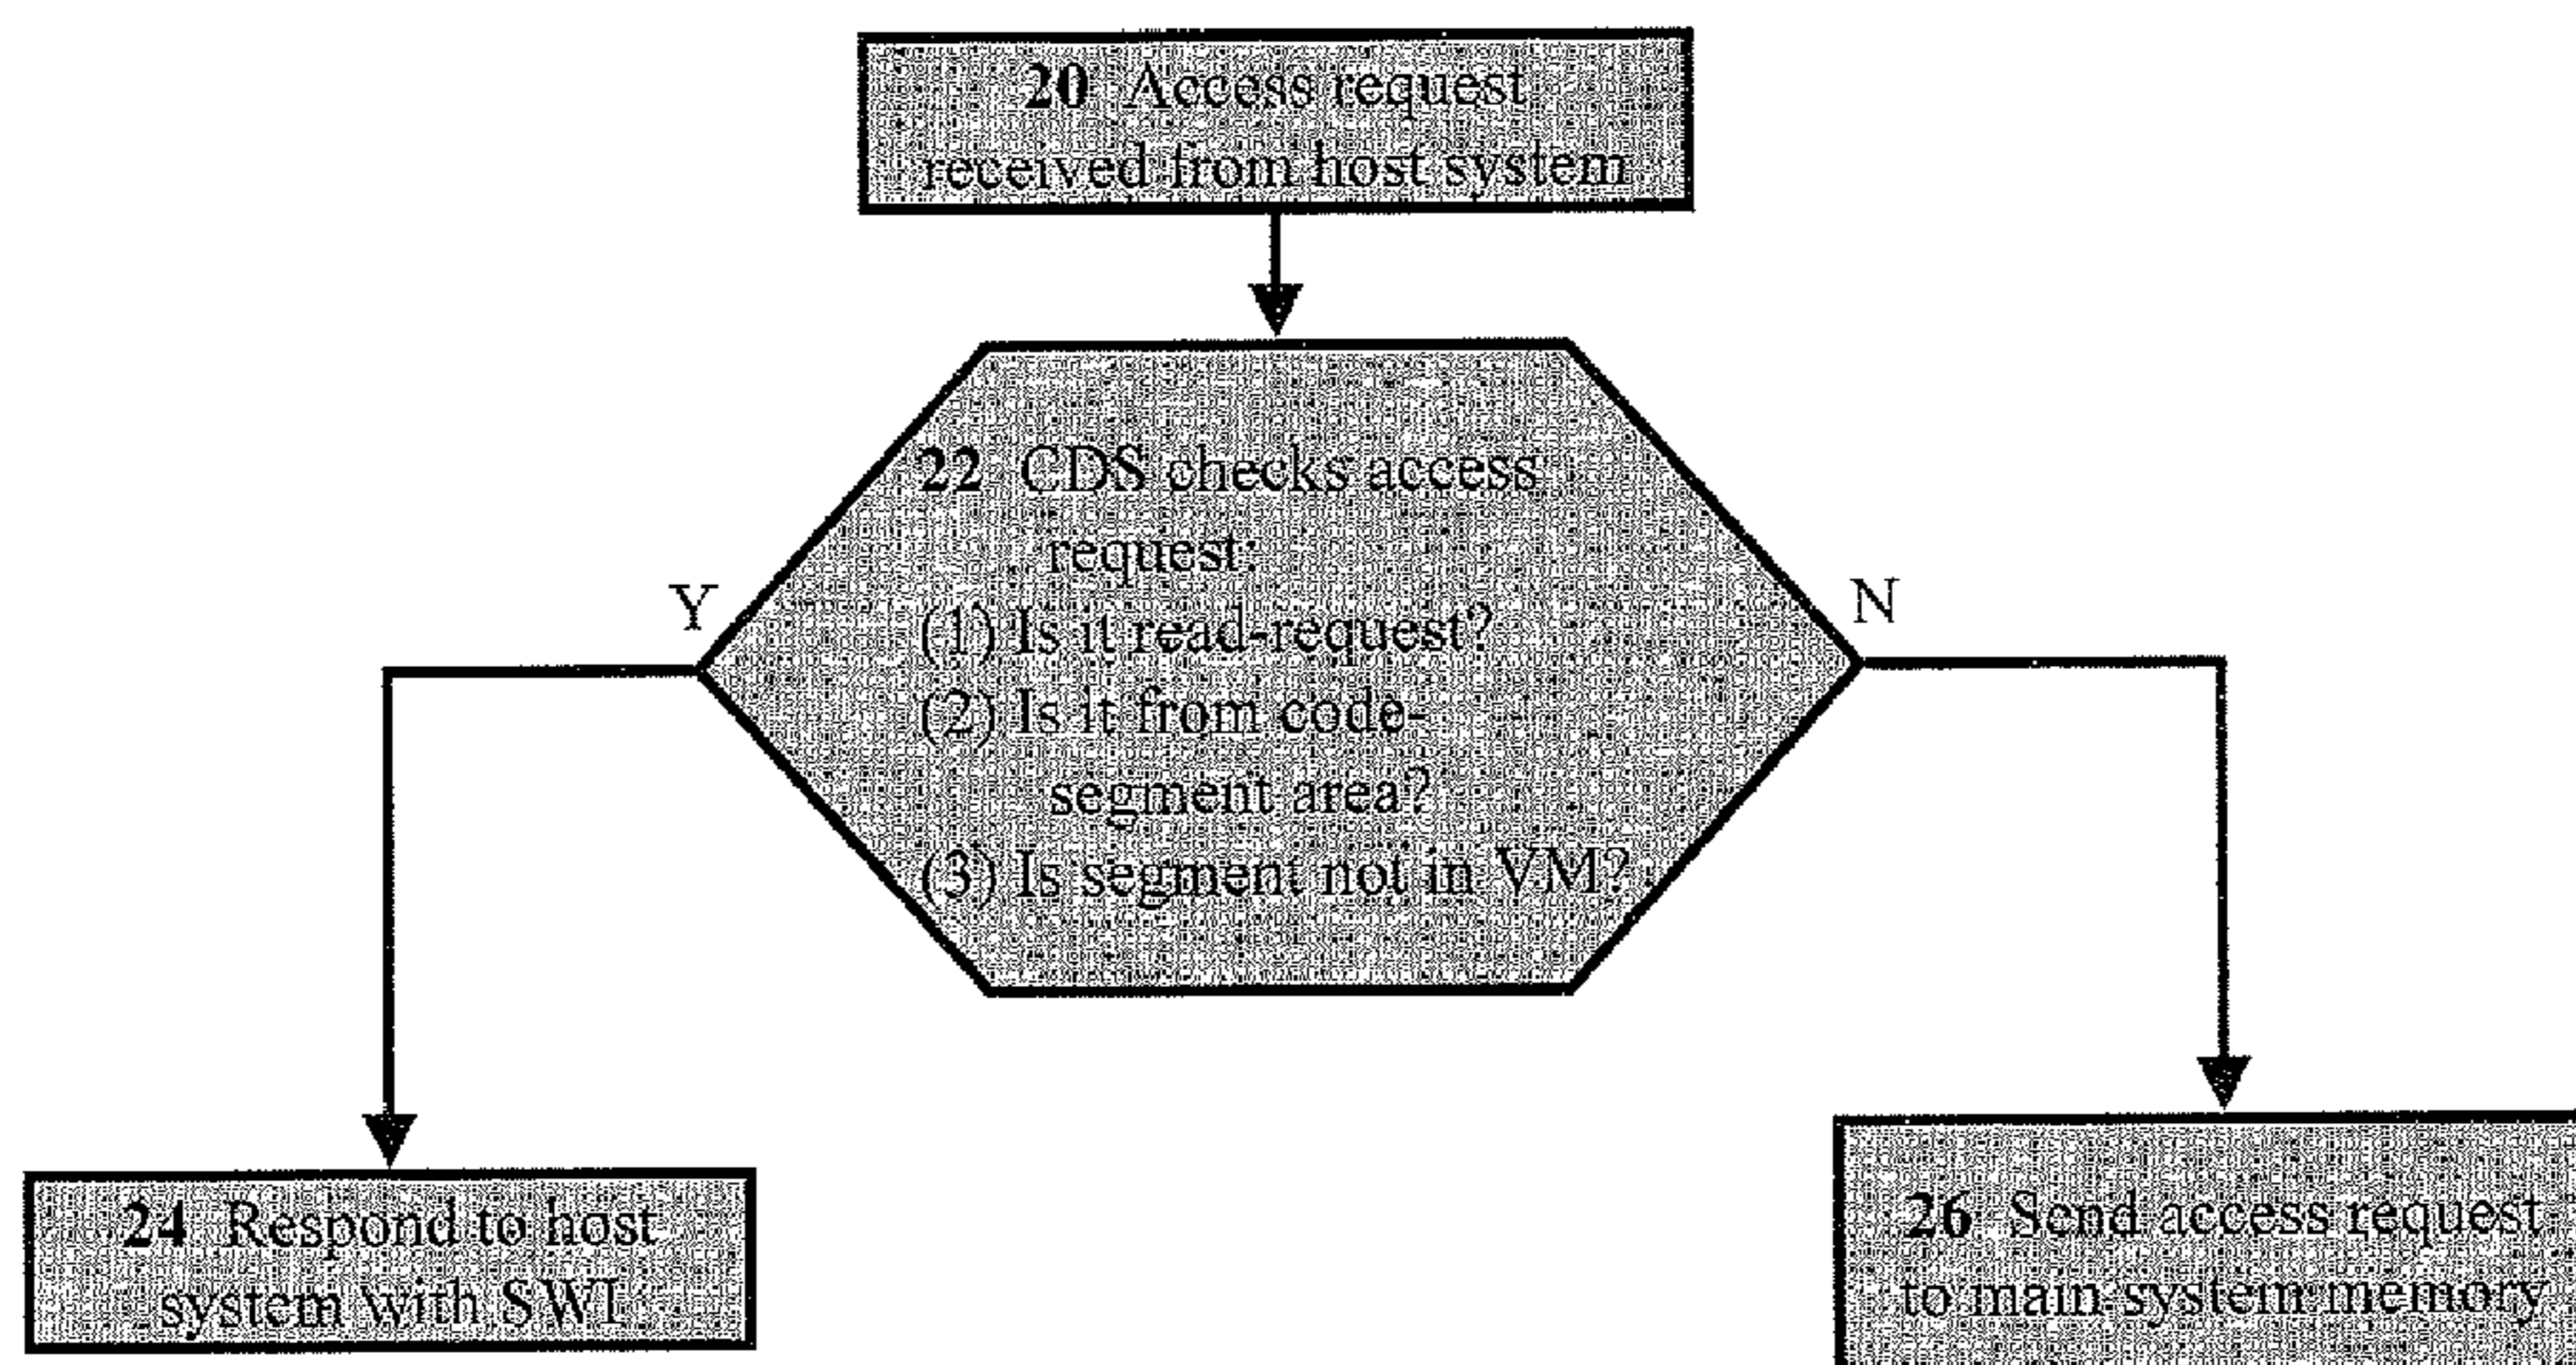 20 Access request
received from host system
22 CDS checks access
request:
(1) Is it read-request?
(2) Is it from code-
segment area?
(3) Is segment not in VM?
Y
N
24 Respond to host
system with SWI
26 Send access request
to main system memory